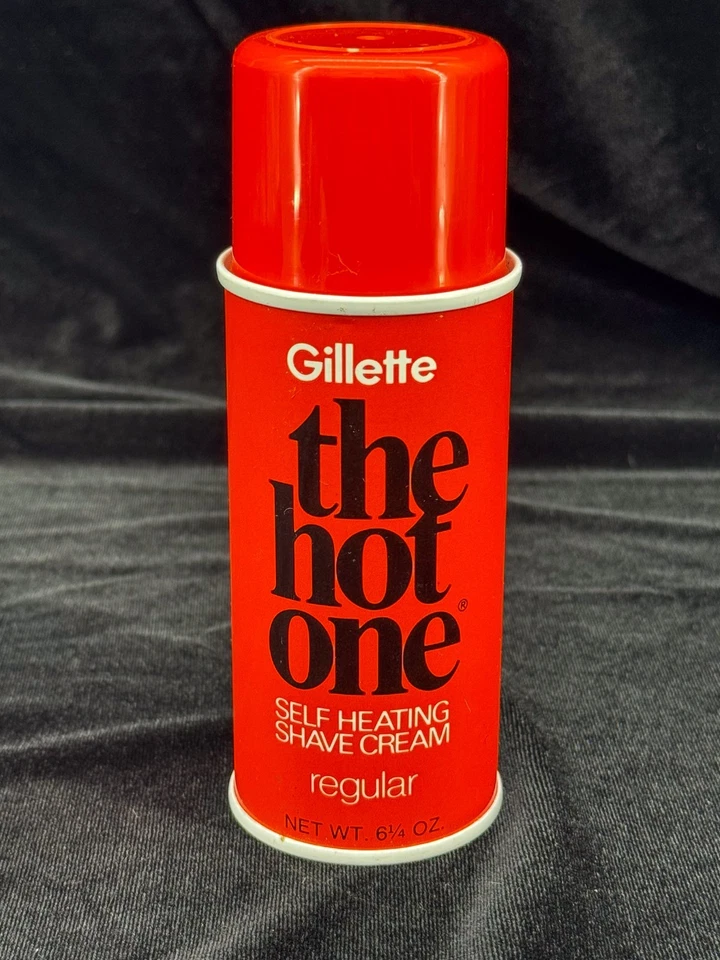 Gillette
the
hot
one®
SELF HEATING
SHAVE CREAM
regular
NET WT. 6¼ OZ.